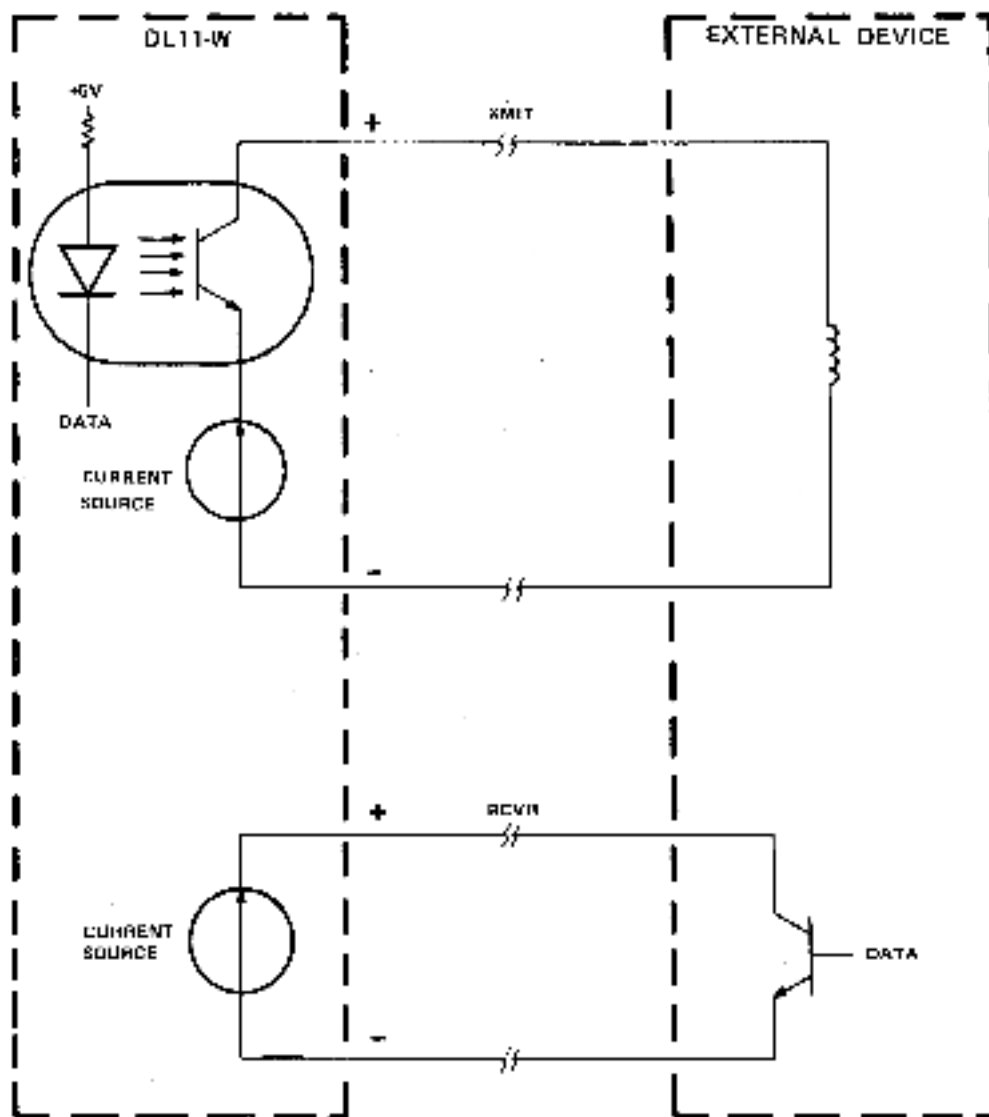 DL11-W
EXTERNAL DEVICE
+5V
+
XMIT
DATA
CURRENT
SOURCE
-
+
RCVR
CURRENT
SOURCE
DATA
-